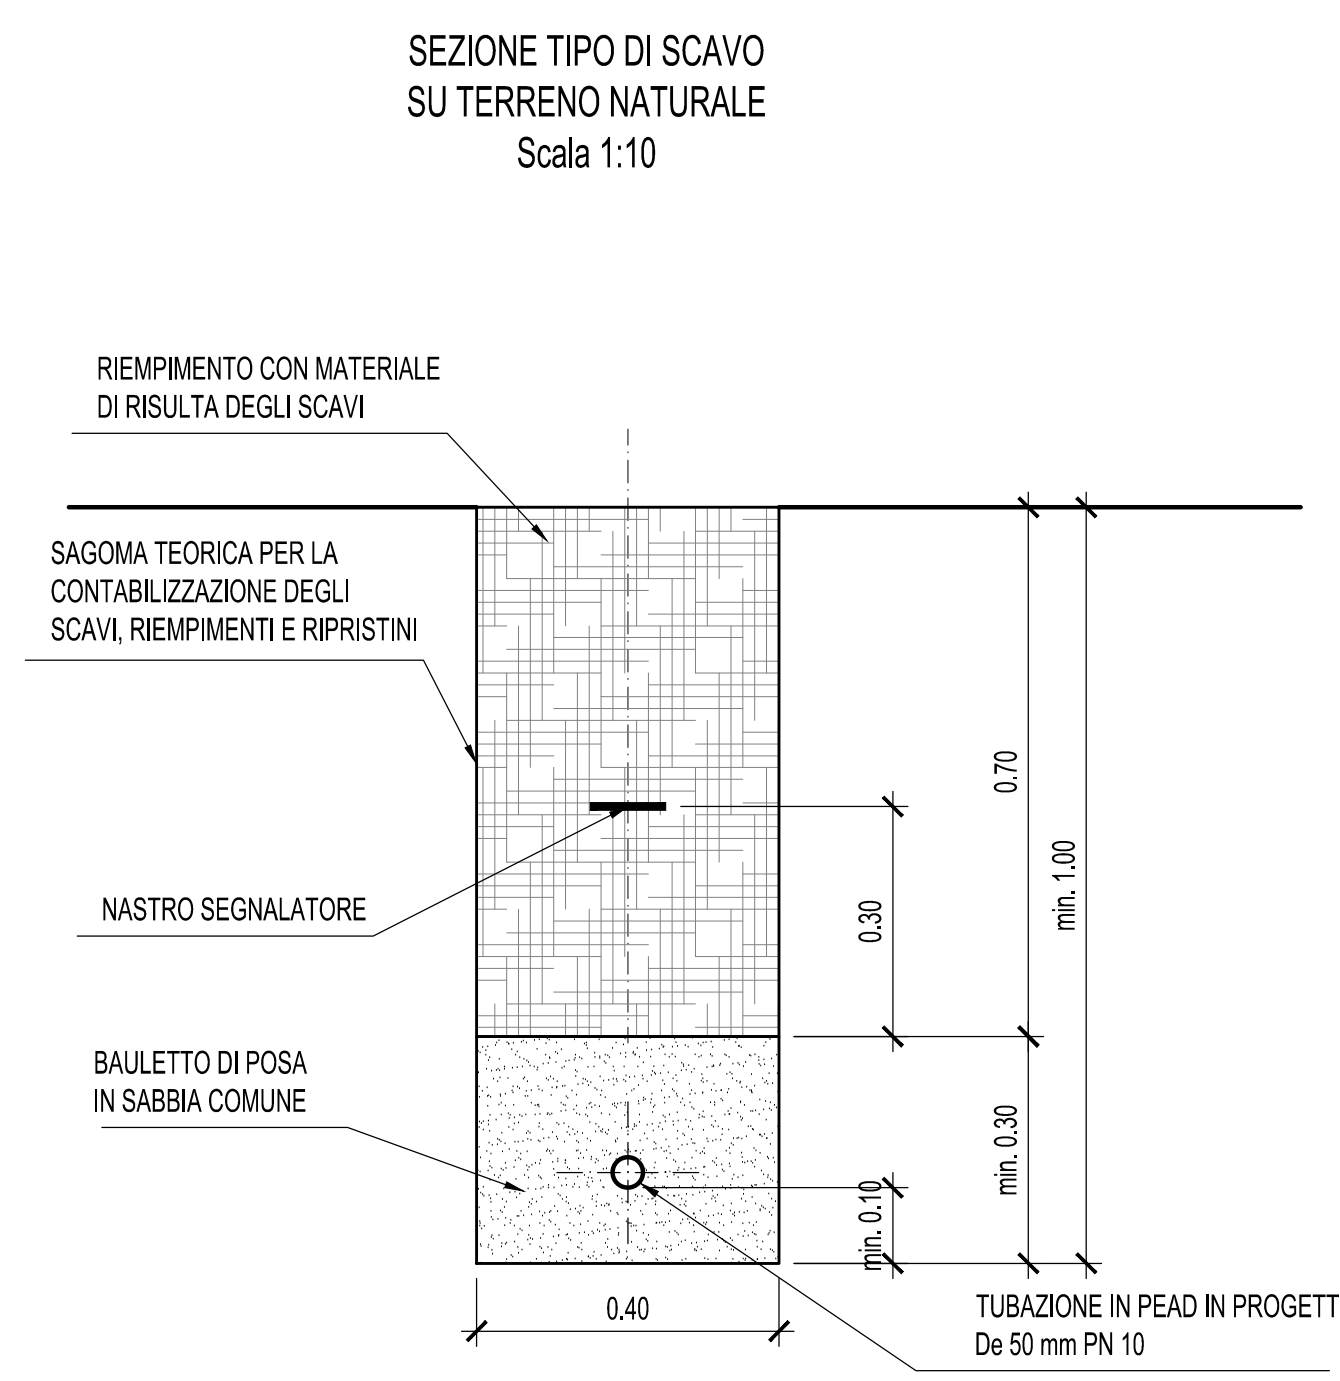 SEZIONE TIPO DI SCAVO
SU TERRENO NATURALE
Scala 1:10
RIEMPIMENTO CON MATERIALE
DI RISULTA DEGLI SCAVI
SAGOMA TEORICA PER LA
CONTABILIZZAZIONE DEGLI
SCAVI, RIEMPIMENTI E RIPRISTINI
0.70
min. 1.00
NASTRO SEGNALATORE
0.30
BAULETTO DI POSA
IN SABBIA COMUNE
min. 0.30
min. 0.10
0.40
TUBAZIONE IN PEAD IN PROGETT
De 50 mm PN 10